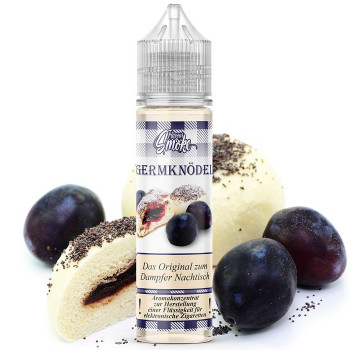 Smoke
GERMKNÖDEL
Das Original zum
Dampfer Nachtisch
Aromakonzentrat
zur Herstellung
einer Flüssigkeit für
elektronische Zigaretten